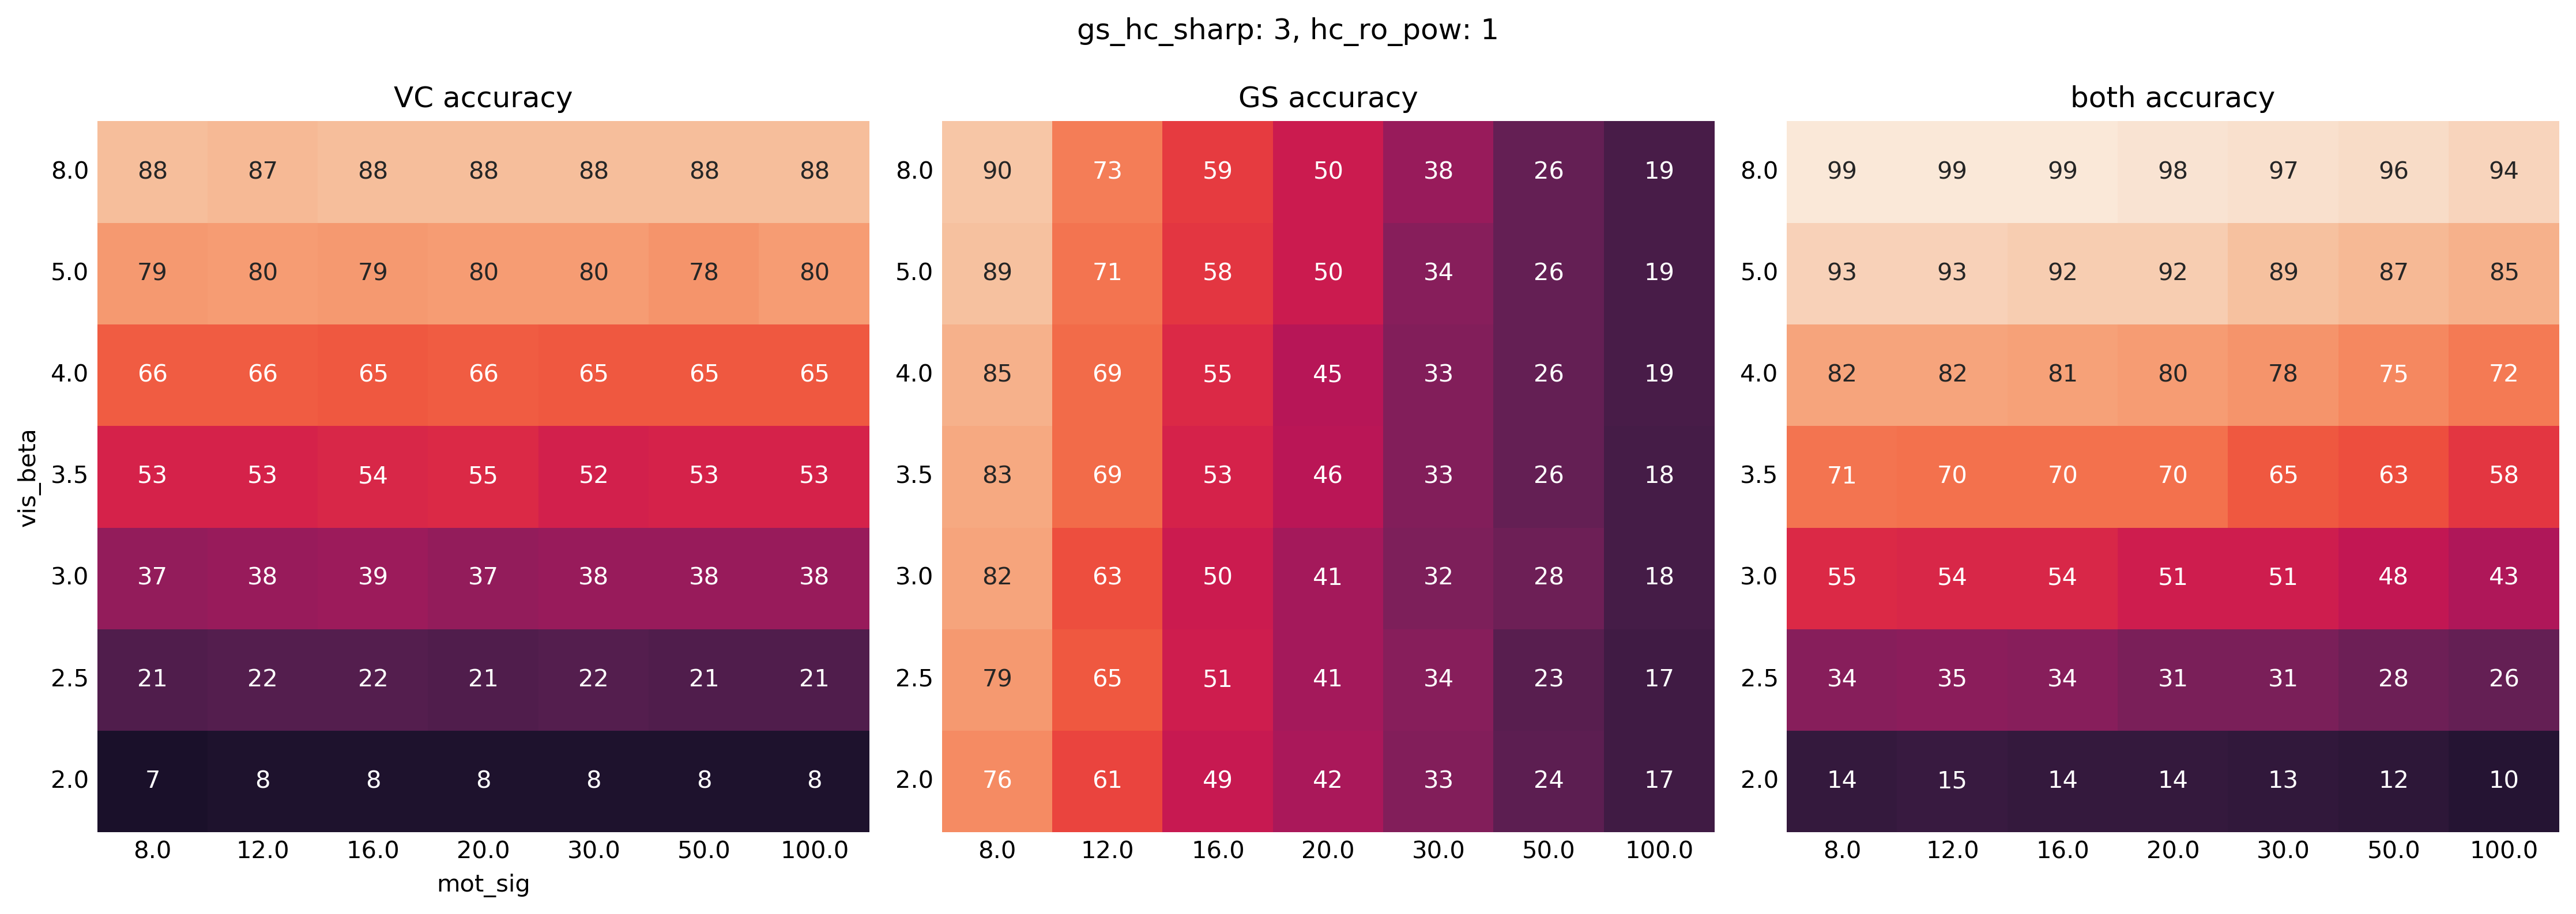 gs_hc_sharp: 3, hc_ro_pow: 1
VC accuracy
GS accuracy
both accuracy
8.0 88 87 88 88 88 88 88 8.0 90 73 59 50 38 26 19 8.0 99 99 99 98 97 96 94
5.0 79 80 79 80 80 78 80 5.0 89 71 58 50 34 26 19 5.0 93 93 92 92 89 87 85
4.0 66 66 65 66 65 65 65 4.0 85 69 55 45 33 26 19 4.0 82 82 81 80 78 75 72
3.5 53 53 54 55 52 53 53 3.5 83 69 53 46 33 26 18 3.5 71 70 70 70 65 63 58
3.0 37 38 39 37 38 38 38 3.0 82 63 50 41 32 28 18 3.0 55 54 54 51 51 48 43
2.5 21 22 22 21 22 21 21 2.5 79 65 51 41 34 23 17 2.5 34 35 34 31 31 28 26
2.0 7 8 8 8 8 8 8 2.0 76 61 49 42 33 24 17 2.0 14 15 14 14 13 12 10
8.0 12.0 16.0 20.0 30.0 50.0 100.0 8.0 12.0 16.0 20.0 30.0 50.0 100.0 8.0 12.0 16.0 20.0 30.0 50.0 100.0
vis_beta
mot_sig